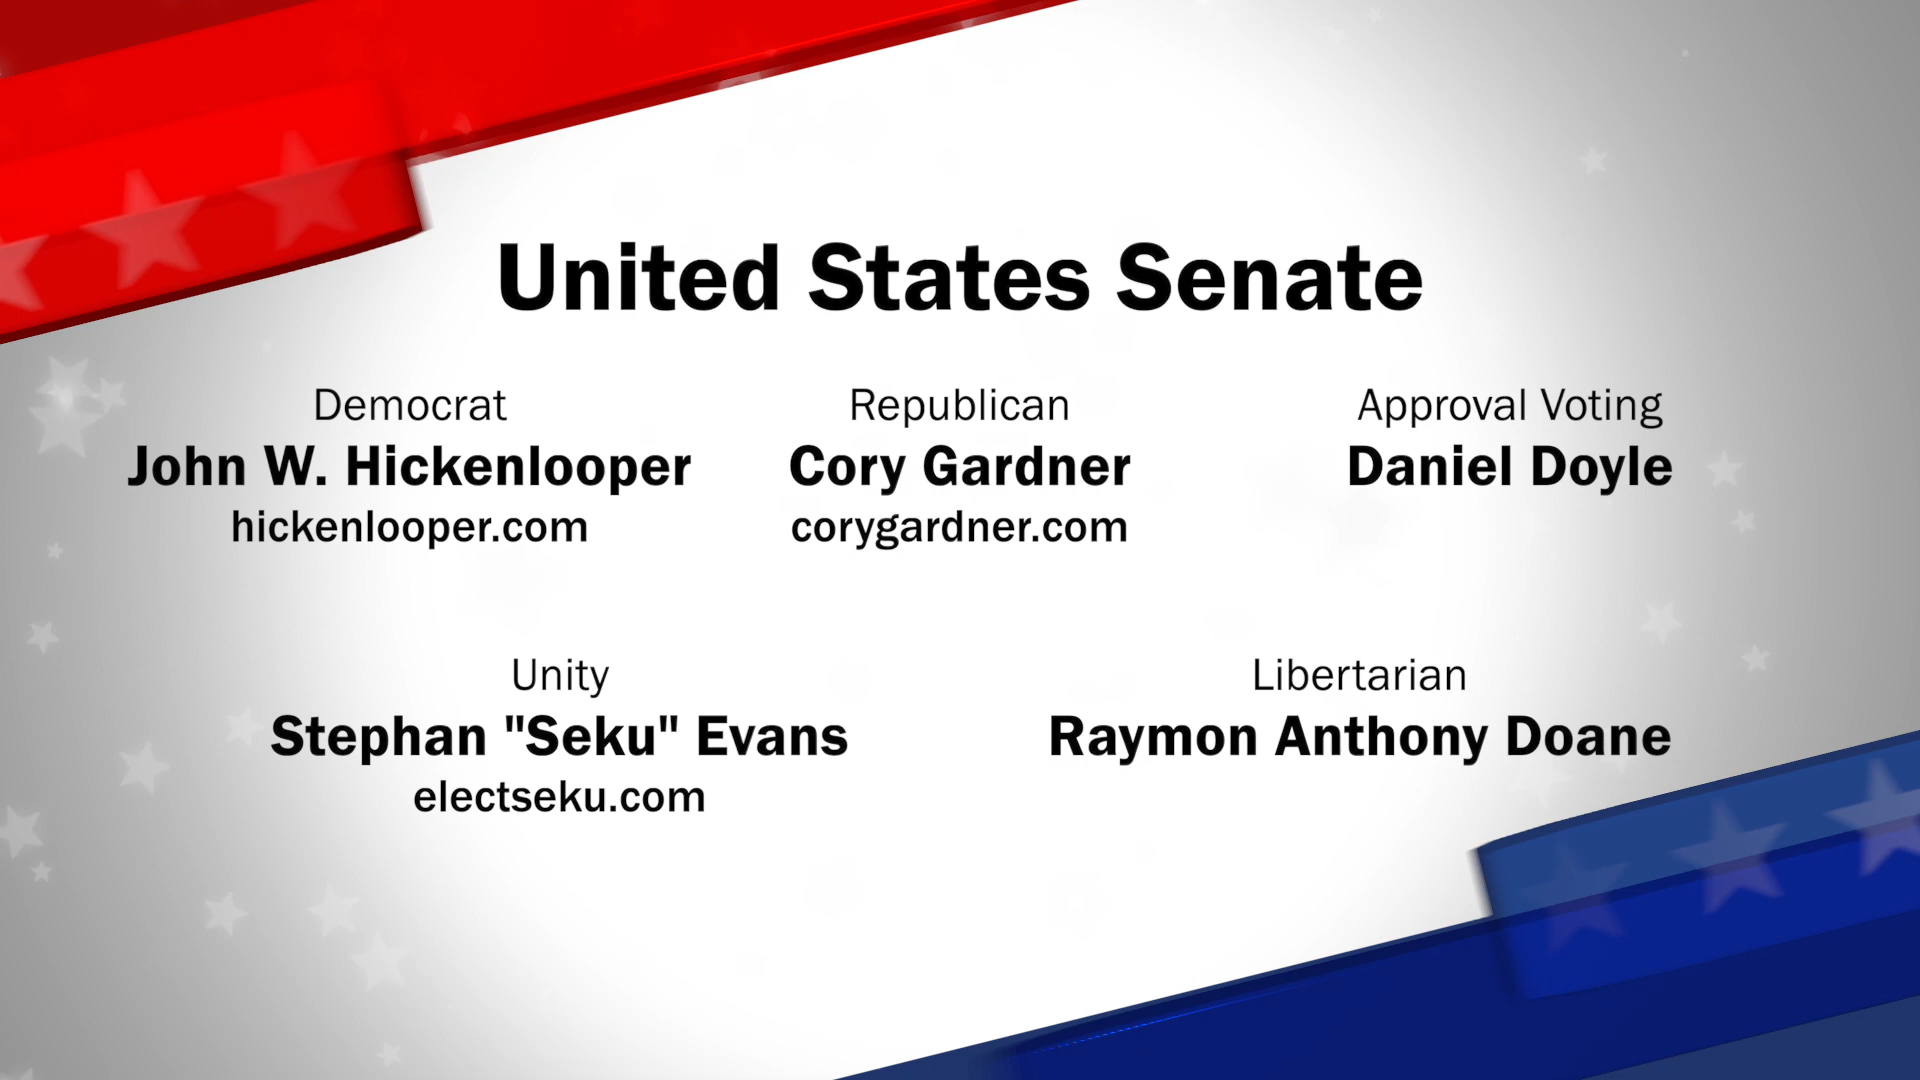 United States Senate
Democrat
John W. Hickenlooper
hickenlooper.com
Republican
Cory Gardner
corygardner.com
Approval Voting
Daniel Doyle
Unity
Stephan "Seku" Evans
electseku.com
Libertarian
Raymon Anthony Doane